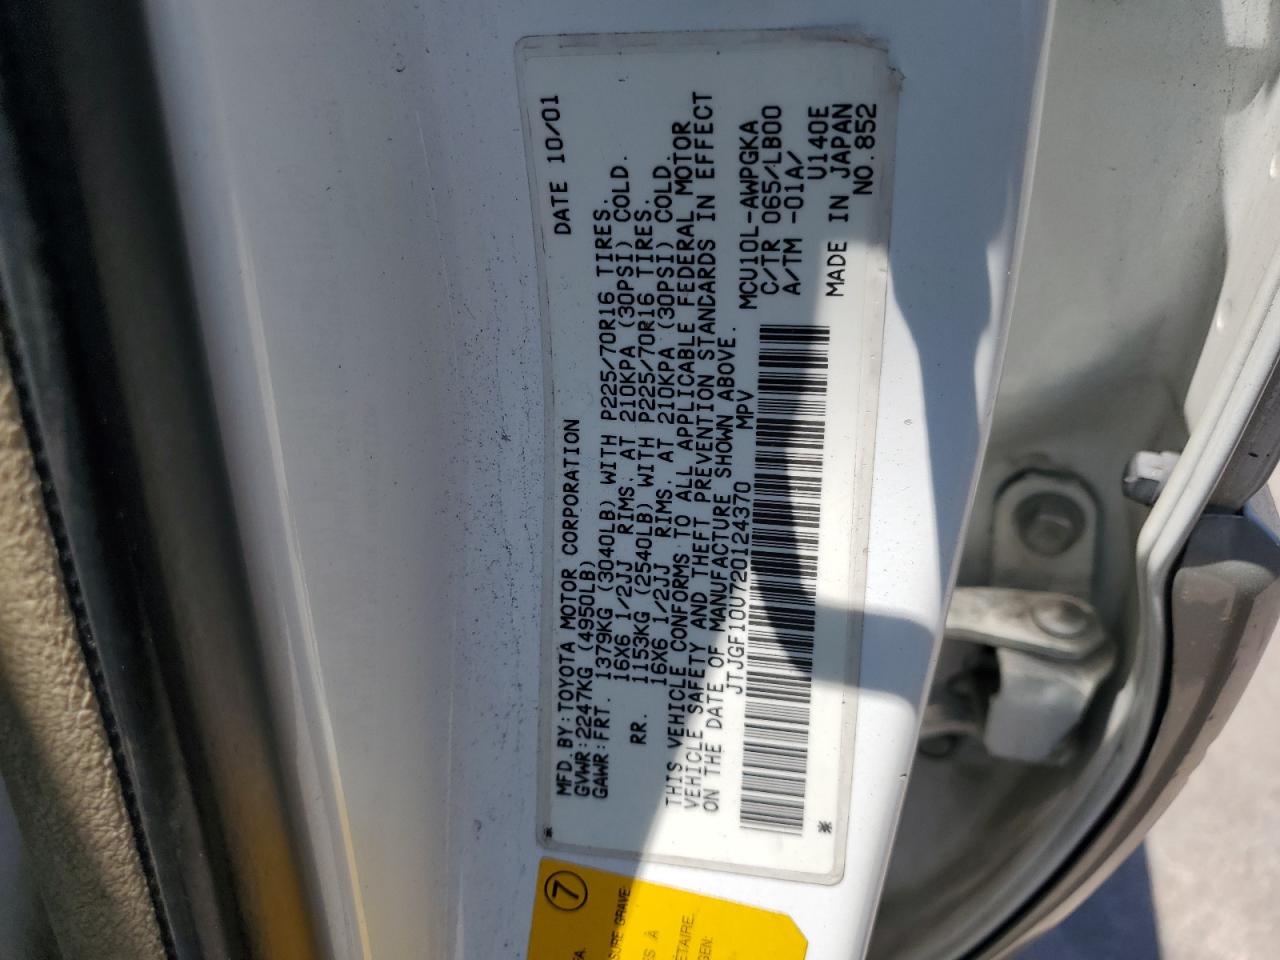 MFD.BY:TOYOTA MOTOR CORPORATION DATE 10/01
GVWR:2247KG (4950LB)
GAWR:FRT. 1379KG (3040LB) WITH P225/70R16 TIRES.
16X6 1/2JJ RIMS. AT 210KPA (30PSI) COLD.
RR. 1153KG (2540LB) WITH P225/70R16 TIRES.
16X6 1/2JJ RIMS. AT 210KPA (30PSI) COLD.
THIS VEHICLE CONFORMS TO ALL APPLICABLE FEDERAL MOTOR
VEHICLE SAFETY AND THEFT PREVENTION STANDARDS IN EFFECT
ON THE DATE OF MANUFACTURE SHOWN ABOVE.
JTJGF10U720124370 MPV
MCU10L-AWPGKA
C/TR 065/LB00
A/TM -01A/
U140E
MADE IN JAPAN
NO.852
7
SURE GRAVE:
ÉTAIRE.